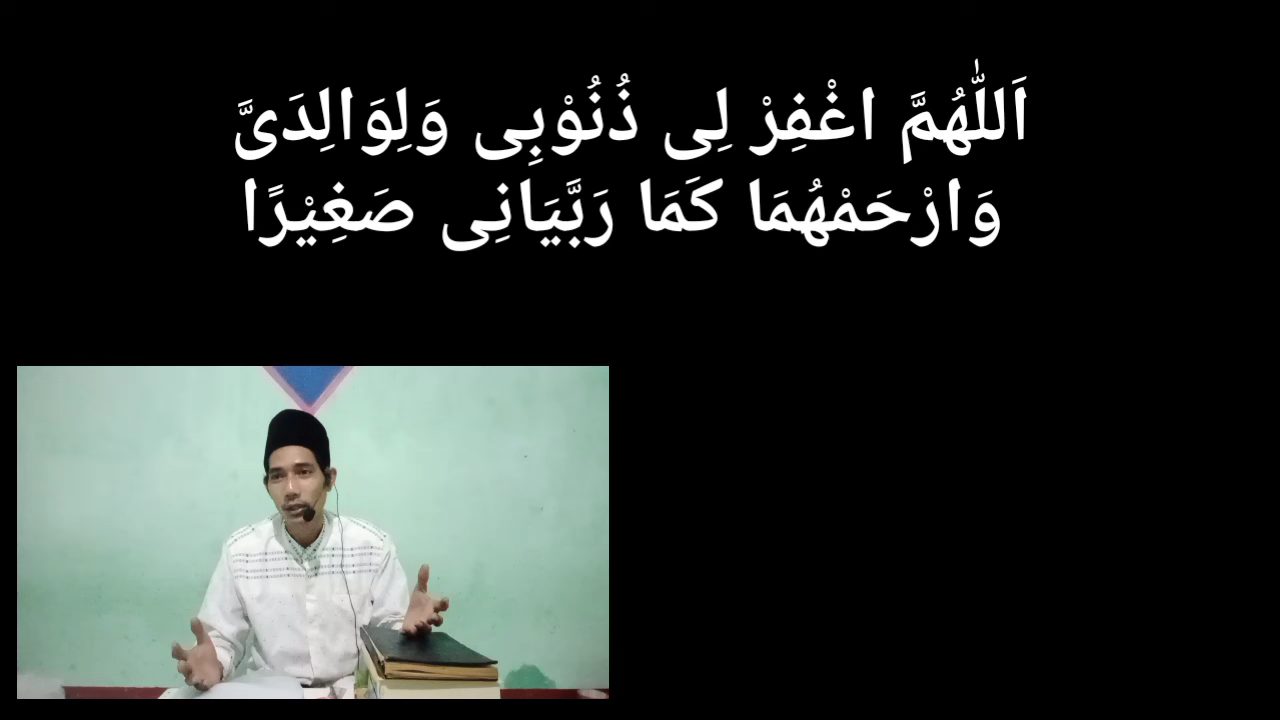 اَللّٰهُمَّ اغْفِرْ لِى ذُنُوْبِى وَلِوَالِدَىَّ
وَارْحَمْهُمَا كَمَا رَبَّيَانِى صَغِيْرًا